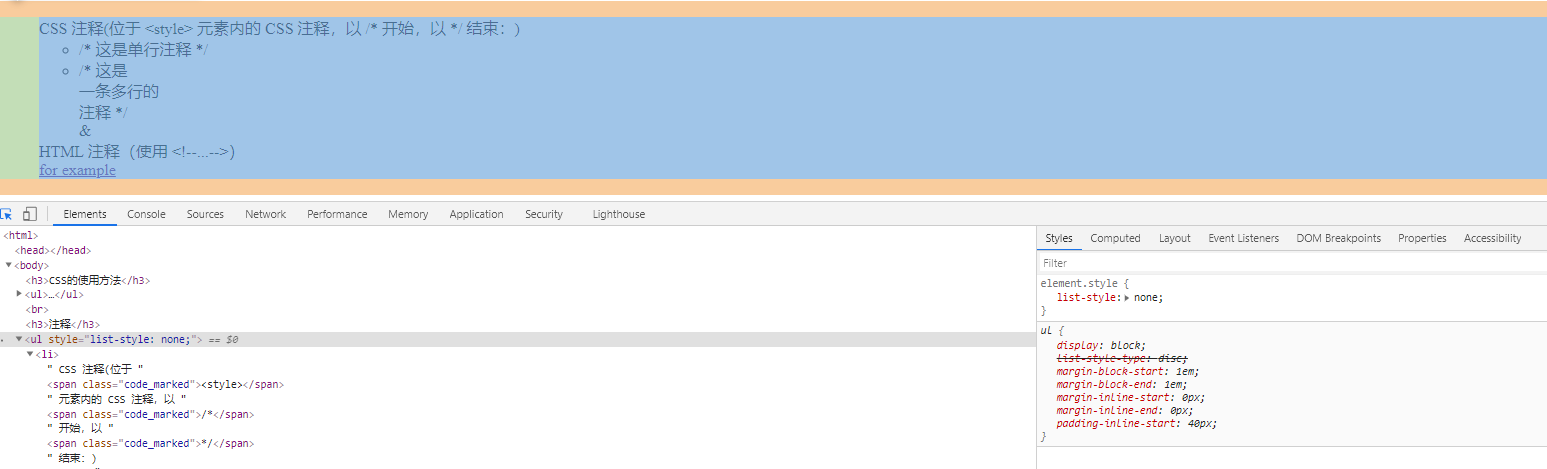 CSS 注释(位于 <style> 元素内的 CSS 注释，以 /* 开始，以 */ 结束：)
/* 这是单行注释 */
/* 这是
一条多行的
注释 */
&
HTML 注释（使用 <!--...-->）
for example
Elements Console Sources Network Performance Memory Application Security Lighthouse
<html>
<head></head>
<body>
<h3>CSS的使用方法</h3>
<ul>…</ul>
<br>
<h3>注释</h3>
<ul style="list-style: none;"> == $0
<li>
" CSS 注释(位于 "
<span class="code_marked"><style></span>
" 元素内的 CSS 注释，以 "
<span class="code_marked">/*</span>
" 开始，以 "
<span class="code_marked">*/</span>
" 结束：)
Styles Computed Layout Event Listeners DOM Breakpoints Properties Accessibility
Filter
element.style {
list-style: none;
}
ul {
display: block;
list-style-type: disc;
margin-block-start: 1em;
margin-block-end: 1em;
margin-inline-start: 0px;
margin-inline-end: 0px;
padding-inline-start: 40px;
}